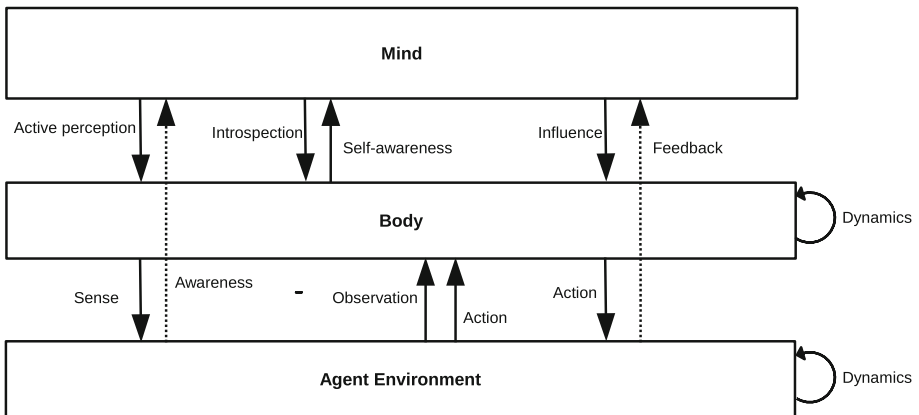 Mind
Active perception
Introspection
Self-awareness
Influence
Feedback
Body
Dynamics
Sense
Awareness
-
Observation
Action
Action
Agent Environment
Dynamics